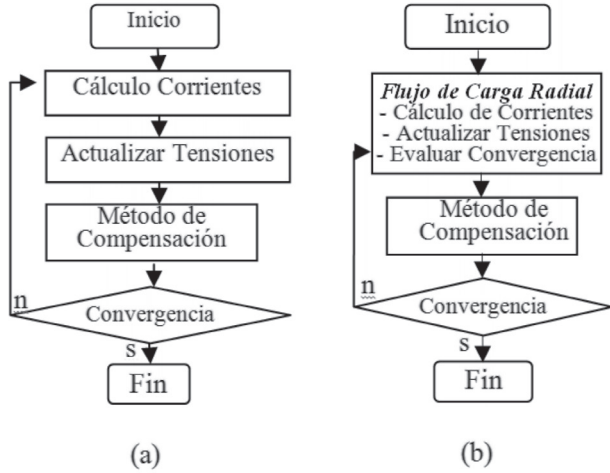 Inicio
Cálculo Corrientes
Actualizar Tensiones
Método de
Compensación
n
Convergencia
s
Fin
(a)
Inicio
Flujo de Carga Radial
- Cálculo de Corrientes
- Actualizar Tensiones
- Evaluar Convergencia
Método de
Compensación
n
Convergencia
s
Fin
(b)